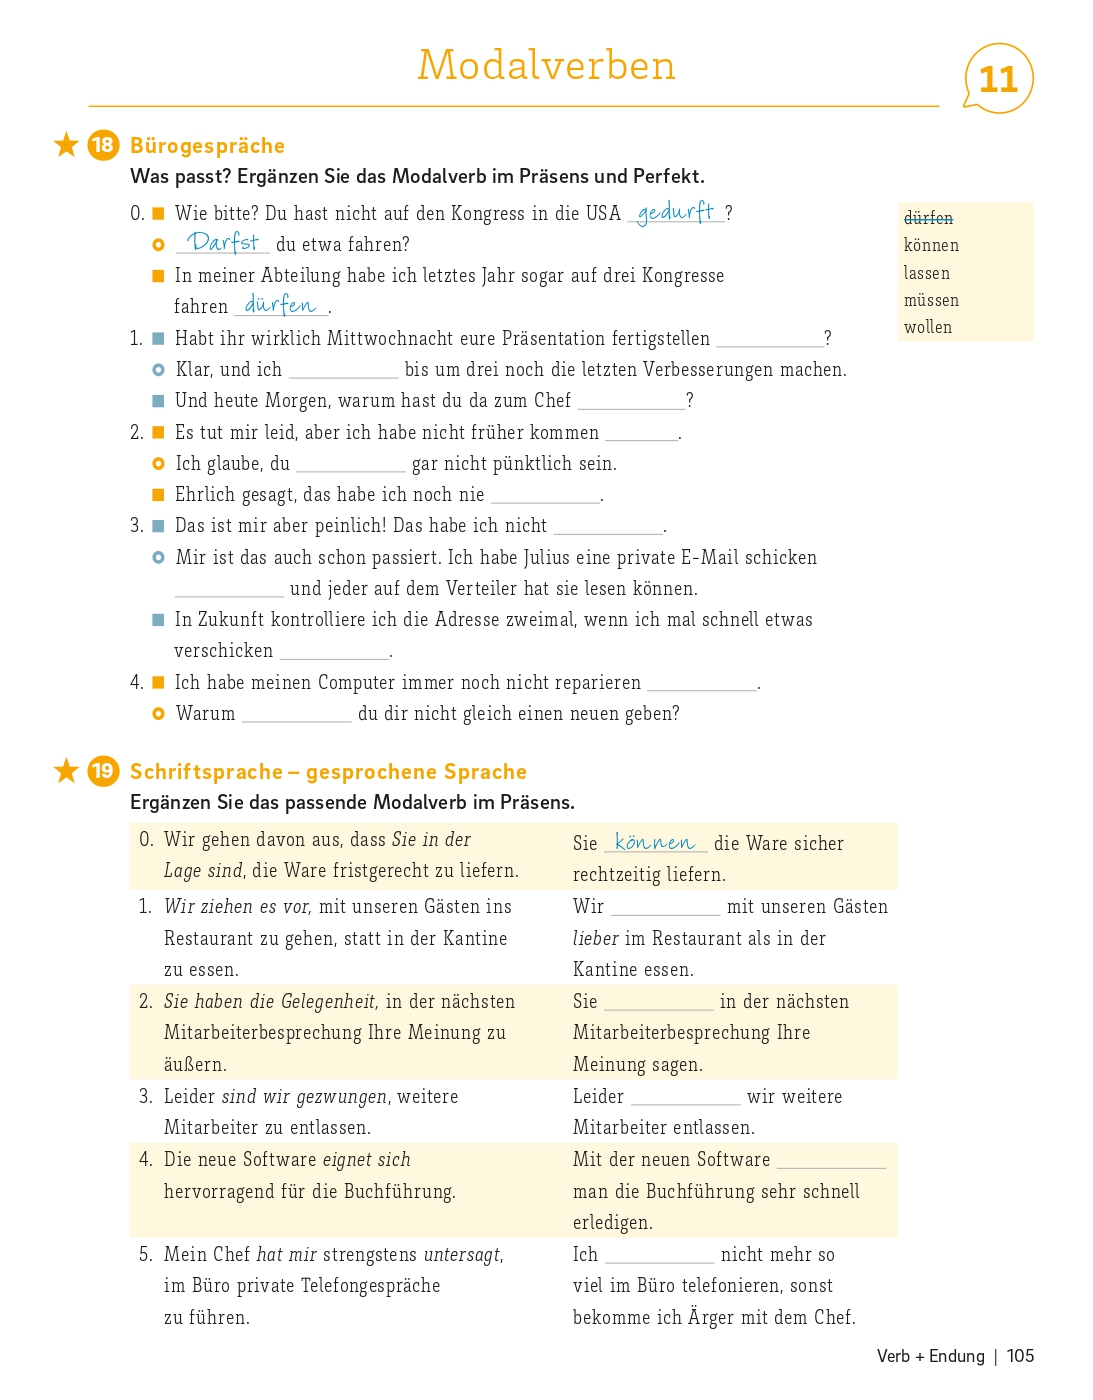 Modalverben
11
18 Bürogespräche
Was passt? Ergänzen Sie das Modalverb im Präsens und Perfekt.
0. Wie bitte? Du hast nicht auf den Kongress in die USA gedurft?
Darfst du etwa fahren?
In meiner Abteilung habe ich letztes Jahr sogar auf drei Kongresse
fahren dürfen.
1. Habt ihr wirklich Mittwochnacht eure Präsentation fertigstellen ___________?
Klar, und ich ___________ bis um drei noch die letzten Verbesserungen machen.
Und heute Morgen, warum hast du da zum Chef ___________?
2. Es tut mir leid, aber ich habe nicht früher kommen _______.
Ich glaube, du ___________ gar nicht pünktlich sein.
Ehrlich gesagt, das habe ich noch nie ___________.
3. Das ist mir aber peinlich! Das habe ich nicht ___________.
Mir ist das auch schon passiert. Ich habe Julius eine private E-Mail schicken
___________ und jeder auf dem Verteiler hat sie lesen können.
In Zukunft kontrolliere ich die Adresse zweimal, wenn ich mal schnell etwas
verschicken ___________.
4. Ich habe meinen Computer immer noch nicht reparieren ___________.
Warum ___________ du dir nicht gleich einen neuen geben?
dürfen
können
lassen
müssen
wollen
19 Schriftsprache – gesprochene Sprache
Ergänzen Sie das passende Modalverb im Präsens.
0. Wir gehen davon aus, dass Sie in der
Lage sind, die Ware fristgerecht zu liefern.
Sie können die Ware sicher
rechtzeitig liefern.
1. Wir ziehen es vor, mit unseren Gästen ins
Restaurant zu gehen, statt in der Kantine
zu essen.
Wir ___________ mit unseren Gästen
lieber im Restaurant als in der
Kantine essen.
2. Sie haben die Gelegenheit, in der nächsten
Mitarbeiterbesprechung Ihre Meinung zu
äußern.
Sie ___________ in der nächsten
Mitarbeiterbesprechung Ihre
Meinung sagen.
3. Leider sind wir gezwungen, weitere
Mitarbeiter zu entlassen.
Leider ___________ wir weitere
Mitarbeiter entlassen.
4. Die neue Software eignet sich
hervorragend für die Buchführung.
Mit der neuen Software ___________
man die Buchführung sehr schnell
erledigen.
5. Mein Chef hat mir strengstens untersagt,
im Büro private Telefongespräche
zu führen.
Ich ___________ nicht mehr so
viel im Büro telefonieren, sonst
bekomme ich Ärger mit dem Chef.
Verb + Endung | 105